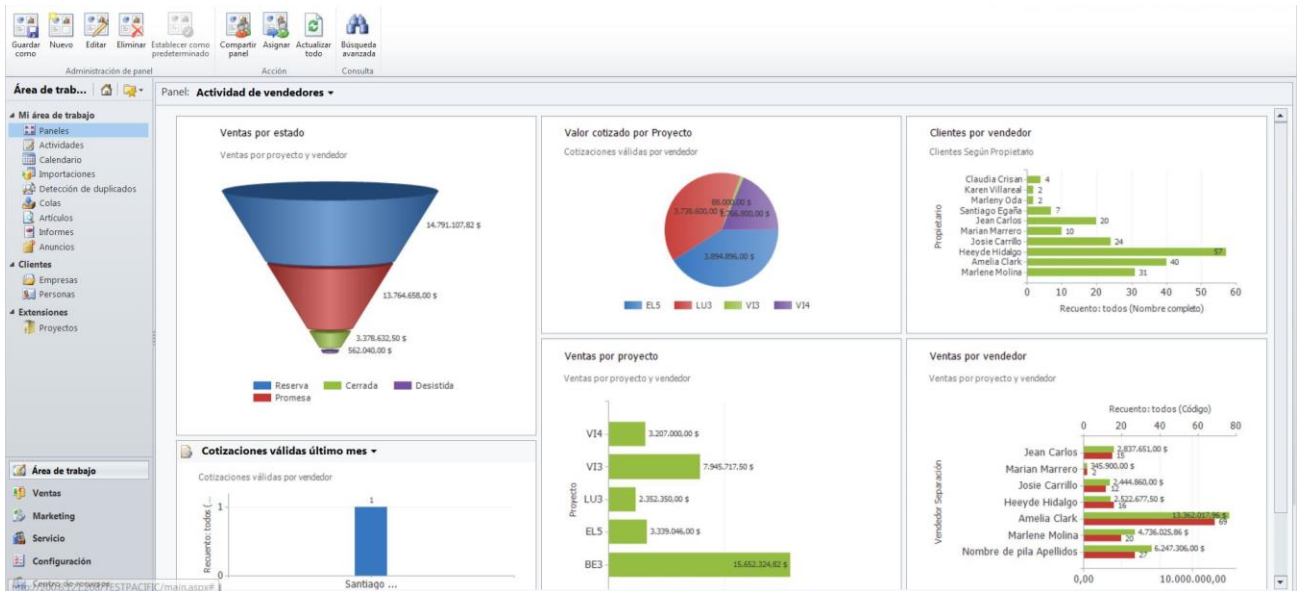 Guardar como
Nuevo
Editar
Eliminar
Establecer como predeterminado
Compartir panel
Asignar
Actualizar todo
Búsqueda avanzada
Administración de panel
Acción
Consulta
Área de trab...
Panel: Actividad de vendedores
Mi área de trabajo
Paneles
Actividades
Calendario
Importaciones
Detección de duplicados
Colas
Artículos
Informes
Anuncios
Clientes
Empresas
Personas
Extensiones
Proyectos
Área de trabajo
Ventas
Marketing
Servicio
Configuración
Centro de recursos
Ventas por estado
Ventas por proyecto y vendedor
14.791.107,82 $
13.764.658,00 $
3.378.632,50 $
562.040,00 $
Reserva
Cerrada
Desistida
Promesa
Cotizaciones válidas último mes
Cotizaciones válidas por vendedor
Recuento: todos (...
1
1
0
Santiago ...
Valor cotizado por Proyecto
Cotizaciones válidas por vendedor
3.894.896,00 $
EL5
LU3
VI3
VI4
Ventas por proyecto
Ventas por proyecto y vendedor
Proyecto
VI4
3.207.000,00 $
VI3
7.945.717,50 $
LU3
2.352.350,00 $
EL5
3.339.046,00 $
BE3
15.652.324,82 $
Clientes por vendedor
Clientes Según Propietario
Propietario
Claudia Crisan 4
Karen Villareal 2
Marleny Oda 2
Santiago Egaña 7
Jean Carlos 20
Marian Marrero 10
Josie Carrillo 24
Heeyde Hidalgo 57
Amelia Clark 40
Marlene Molina 31
0 10 20 30 40 50 60
Recuento: todos (Nombre completo)
Ventas por vendedor
Ventas por proyecto y vendedor
Recuento: todos (Código)
0 20 40 60 80
Vendedor Separación
Jean Carlos
2.837.651,00 $
15
Marian Marrero
345.900,00 $
2
Josie Carrillo
2.444.860,00 $
12
Heeyde Hidalgo
2.522.677,50 $
16
Amelia Clark
13.362.017,96 $
69
Marlene Molina
4.736.025,86 $
20
Nombre de pila Apellidos
6.247.306,00 $
27
0,00 10.000.000,00